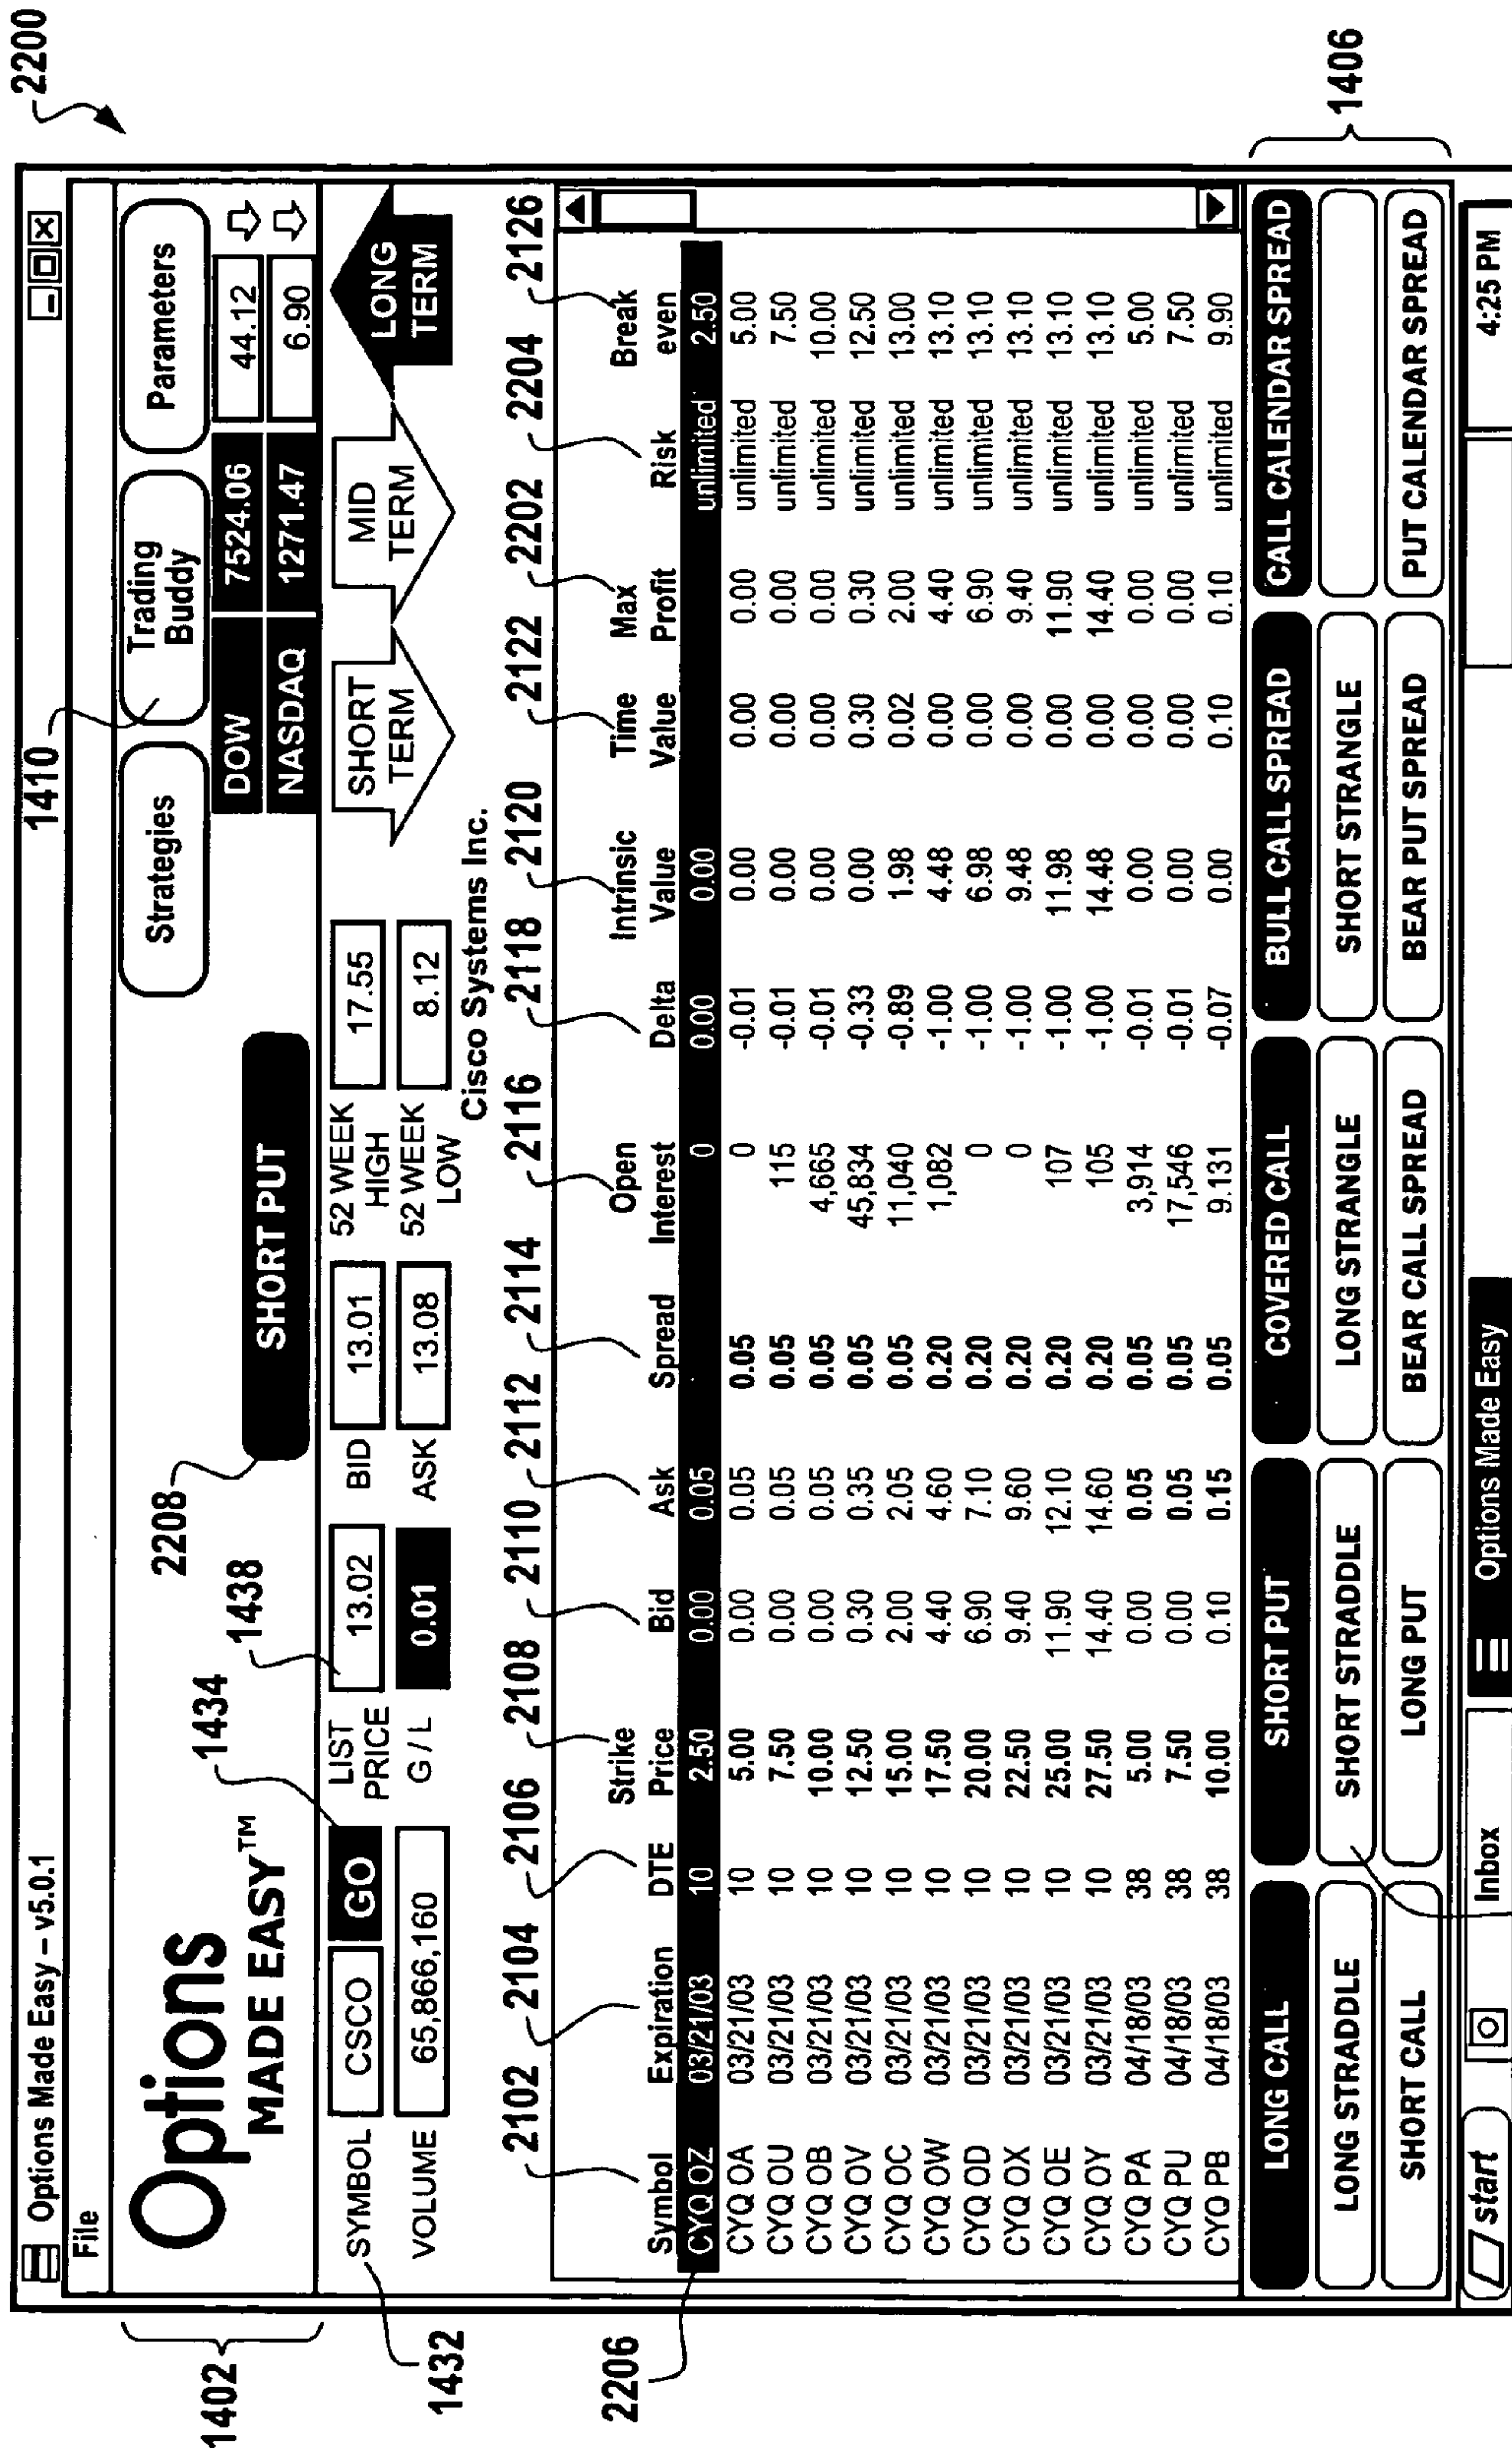 2200
1410
Options Made Easy – v5.0.1
File
1402
Options
MADE EASY™
2208
SHORT PUT
Strategies
Trading Buddy
Parameters
DOW 7524.06 44.12
NASDAQ 1271.47 6.90
1434
1438
1432
SYMBOL CSCO GO
LIST PRICE 13.02
BID 13.01
52 WEEK HIGH 17.55
VOLUME 65,866,160
G / L 0.01
ASK 13.08
52 WEEK LOW 8.12
SHORT TERM
MID TERM
LONG TERM
Cisco Systems Inc.
2102 2104 2106 2108 2110 2112 2114 2116 2118 2120 2122 2202 2204 2126
Symbol Expiration DTE Strike Price Bid Ask Spread Open Interest Delta Intrinsic Value Time Value Max Profit Risk Break even
2206
CYQ OZ 03/21/03 10 2.50 0.00 0.05 0 0.00 0.00 unlimited 2.50
CYQ OA 03/21/03 10 5.00 0.00 0.05 0.05 0 -0.01 0.00 0.00 0.00 unlimited 5.00
CYQ OU 03/21/03 10 7.50 0.00 0.05 0.05 115 -0.01 0.00 0.00 0.00 unlimited 7.50
CYQ OB 03/21/03 10 10.00 0.00 0.05 0.05 4,665 -0.01 0.00 0.00 0.00 unlimited 10.00
CYQ OV 03/21/03 10 12.50 0.30 0.35 0.05 45,834 -0.33 0.00 0.30 0.30 unlimited 12.50
CYQ OC 03/21/03 10 15.00 2.00 2.05 0.05 11,040 -0.89 1.98 0.02 2.00 unlimited 13.00
CYQ OW 03/21/03 10 17.50 4.40 4.60 0.20 1,082 -1.00 4.48 0.00 4.40 unlimited 13.10
CYQ OD 03/21/03 10 20.00 6.90 7.10 0.20 0 -1.00 6.98 0.00 6.90 unlimited 13.10
CYQ OX 03/21/03 10 22.50 9.40 9.60 0.20 0 -1.00 9.48 0.00 9.40 unlimited 13.10
CYQ OE 03/21/03 10 25.00 11.90 12.10 0.20 107 -1.00 11.98 0.00 11.90 unlimited 13.10
CYQ OY 03/21/03 10 27.50 14.40 14.60 0.20 105 -1.00 14.48 0.00 14.40 unlimited 13.10
CYQ PA 04/18/03 38 5.00 0.00 0.05 0.05 3,914 -0.01 0.00 0.00 0.00 unlimited 5.00
CYQ PU 04/18/03 38 7.50 0.00 0.05 0.05 17,546 -0.01 0.00 0.00 0.00 unlimited 7.50
CYQ PB 04/18/03 38 10.00 0.10 0.15 0.05 9.131 -0.07 0.00 0.10 0.10 unlimited 9.90
LONG CALL SHORT PUT COVERED CALL BULL CALL SPREAD CALL CALENDAR SPREAD
LONG STRADDLE SHORT STRADDLE LONG STRANGLE SHORT STRANGLE
SHORT CALL LONG PUT BEAR CALL SPREAD BEAR PUT SPREAD PUT CALENDAR SPREAD
1406
start Inbox Options Made Easy 4:25 PM